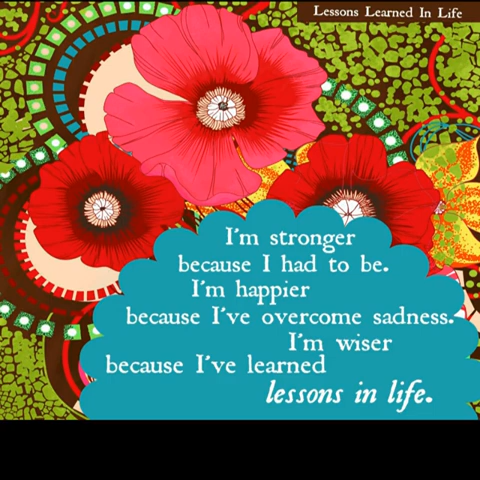 Lessons Learned In Life
I'm stronger
because I had to be.
I'm happier
because I've overcome sadness.
I'm wiser
because I've learned
lessons in life.